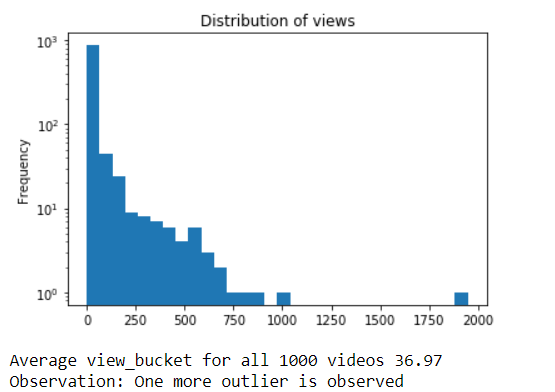 Distribution of views
Frequency
10³
10²
10¹
10⁰
0 250 500 750 1000 1250 1500 1750 2000
Average view_bucket for all 1000 videos 36.97
Observation: One more outlier is observed